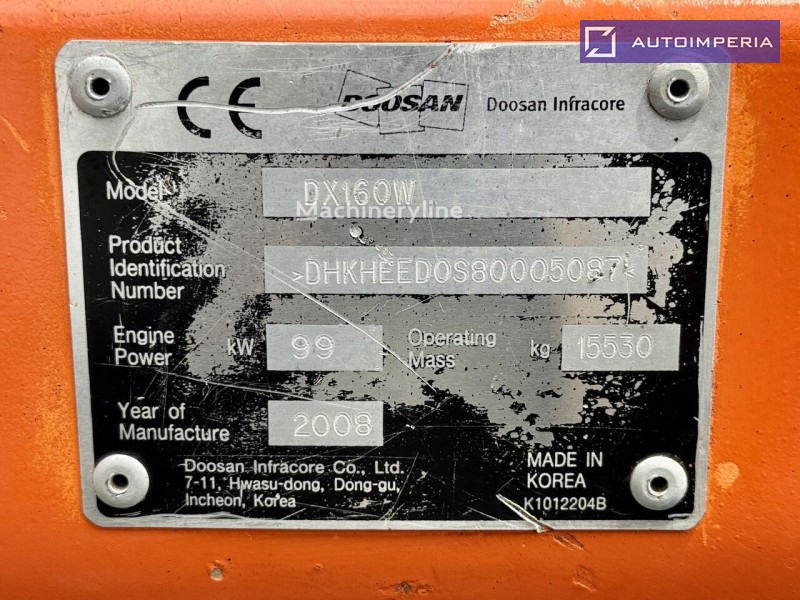 AUTOIMPERIA
CE DOOSAN Doosan Infracore
Model DX160W
Machineryline
Product
Identification >DHKHEED0S80005087<
Number
Engine Operating
Power kW 99 Mass kg 15530
Year of
Manufacture 2008
Doosan Infracore Co., Ltd. MADE IN
7-11, Hwasu-dong, Dong-gu, KOREA
Incheon, Korea K1012204B